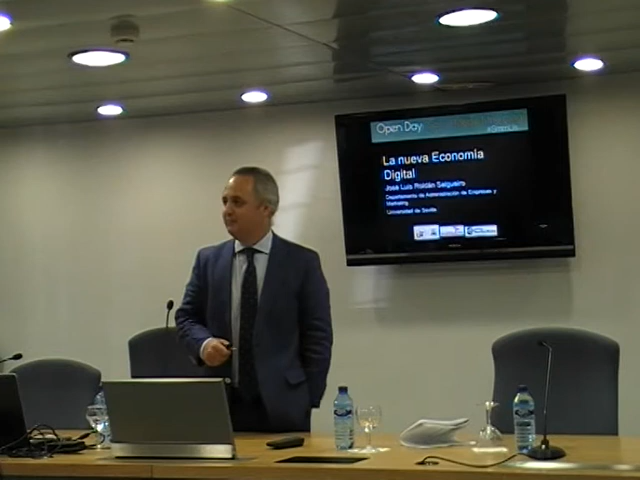 Open Day
La nueva Economía
Digital
José Luis Roldán Salgueiro
Departamento de Administración de Empresas y
Marketing
Universidad de Sevilla